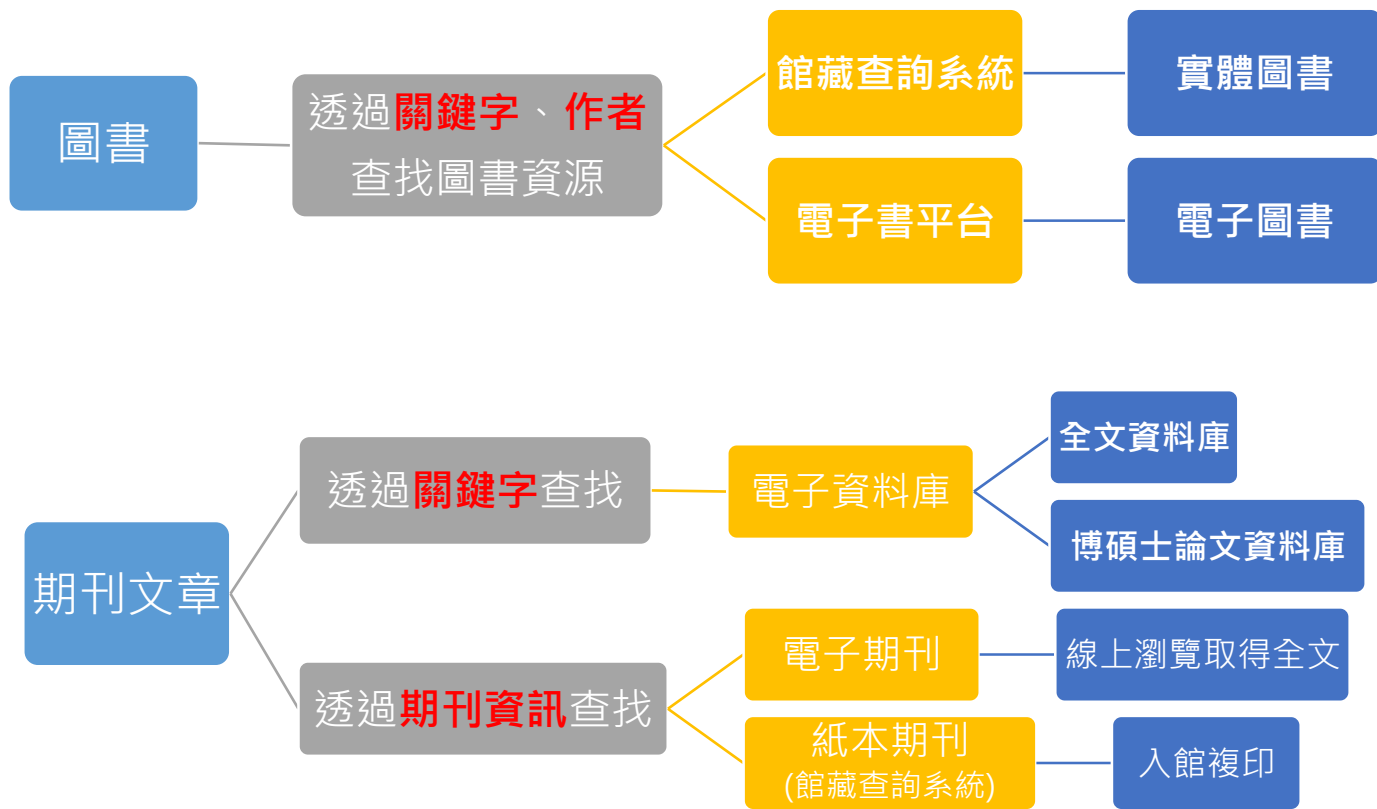 圖書
透過關鍵字、作者
查找圖書資源
館藏查詢系統
實體圖書
電子書平台
電子圖書
期刊文章
透過關鍵字查找
電子資料庫
全文資料庫
博碩士論文資料庫
透過期刊資訊查找
電子期刊
線上瀏覽取得全文
紙本期刊
(館藏查詢系統)
入館複印